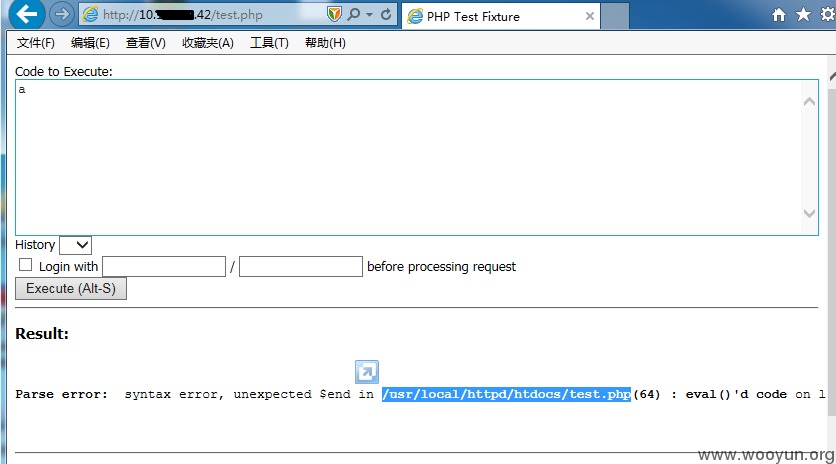 http://10. .42/test.php
PHP Test Fixture
文件(F) 编辑(E) 查看(V) 收藏夹(A) 工具(T) 帮助(H)
Code to Execute:
a
History
Login with / before processing request
Execute (Alt-S)
Result:
Parse error: syntax error, unexpected $end in /usr/local/httpd/htdocs/test.php(64) : eval()'d code on l
www.wooyun.org